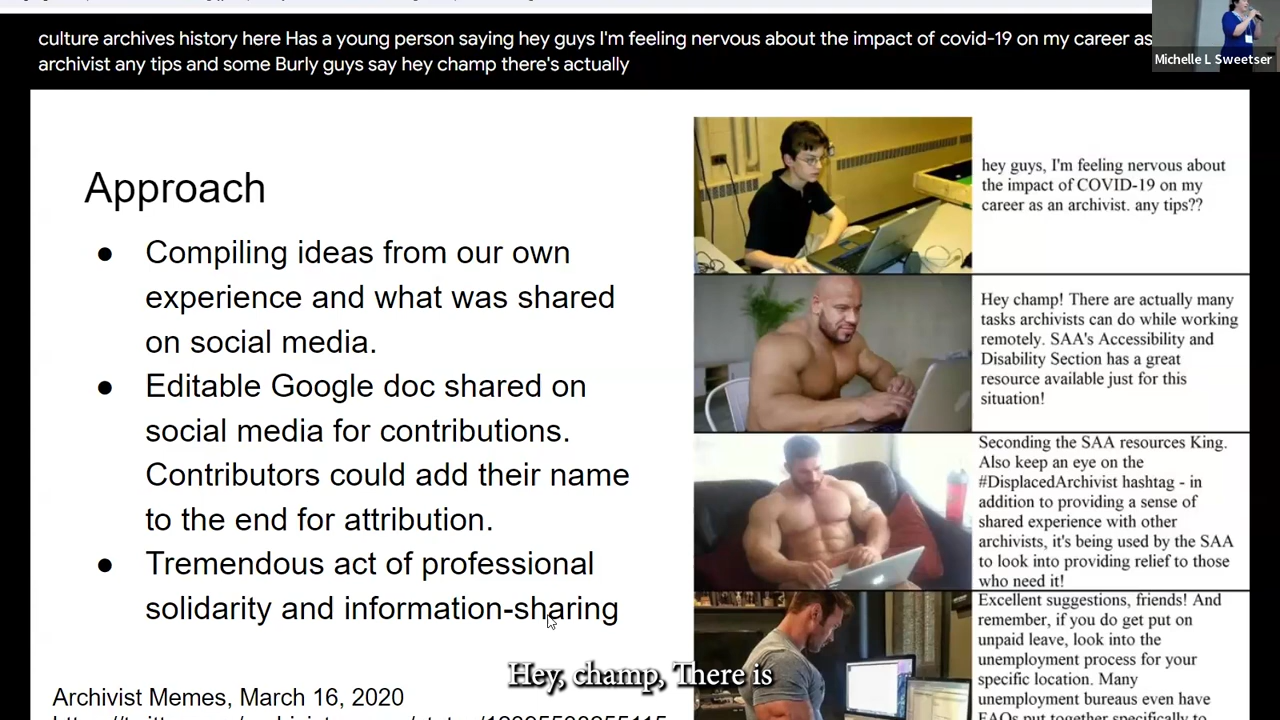 culture archives history here Has a young person saying hey guys I'm feeling nervous about the impact of covid-19 on my career as
archivist any tips and some Burly guys say hey champ there's actually
Michelle L Sweetser
Approach
● Compiling ideas from our own
experience and what was shared
on social media.
● Editable Google doc shared on
social media for contributions.
Contributors could add their name
to the end for attribution.
● Tremendous act of professional
solidarity and information-sharing
Archivist Memes, March 16, 2020
hey guys, I'm feeling nervous about
the impact of COVID-19 on my
career as an archivist. any tips??
Hey champ! There are actually many
tasks archivists can do while working
remotely. SAA's Accessibility and
Disability Section has a great
resource available just for this
situation!
Seconding the SAA resources King.
Also keep an eye on the
#DisplacedArchivist hashtag - in
addition to providing a sense of
shared experience with other
archivists, it's being used by the SAA
to look into providing relief to those
who need it!
Excellent suggestions, friends! And
remember, if you do get put on
unpaid leave, look into the
unemployment process for your
specific location. Many
unemployment bureaus even have
FAQs put together specifically to
Hey, champ, There is